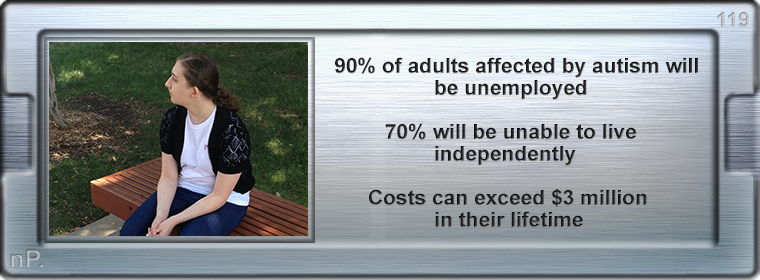 119
90% of adults affected by autism will
be unemployed
70% will be unable to live
independently
Costs can exceed $3 million
in their lifetime
nP.